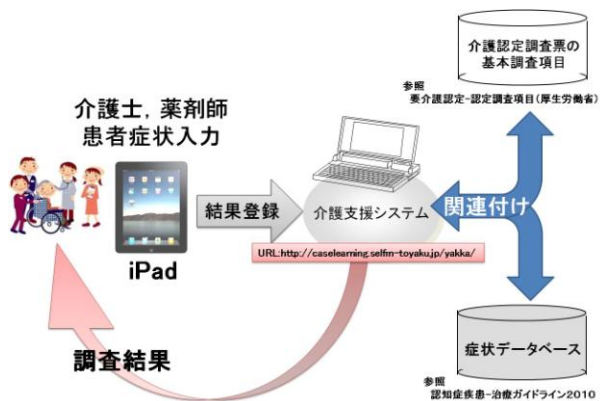 介護認定調査票の
基本調査項目
参照
要介護認定-認定調査項目(厚生労働省)
介護士，薬剤師
患者症状入力
結果登録
介護支援システム
関連付け
URL:http://caselearning.selfin-toyaku.jp/yakka/
iPad
調査結果
症状データベース
参照
認知症疾患-治療ガイドライン2010